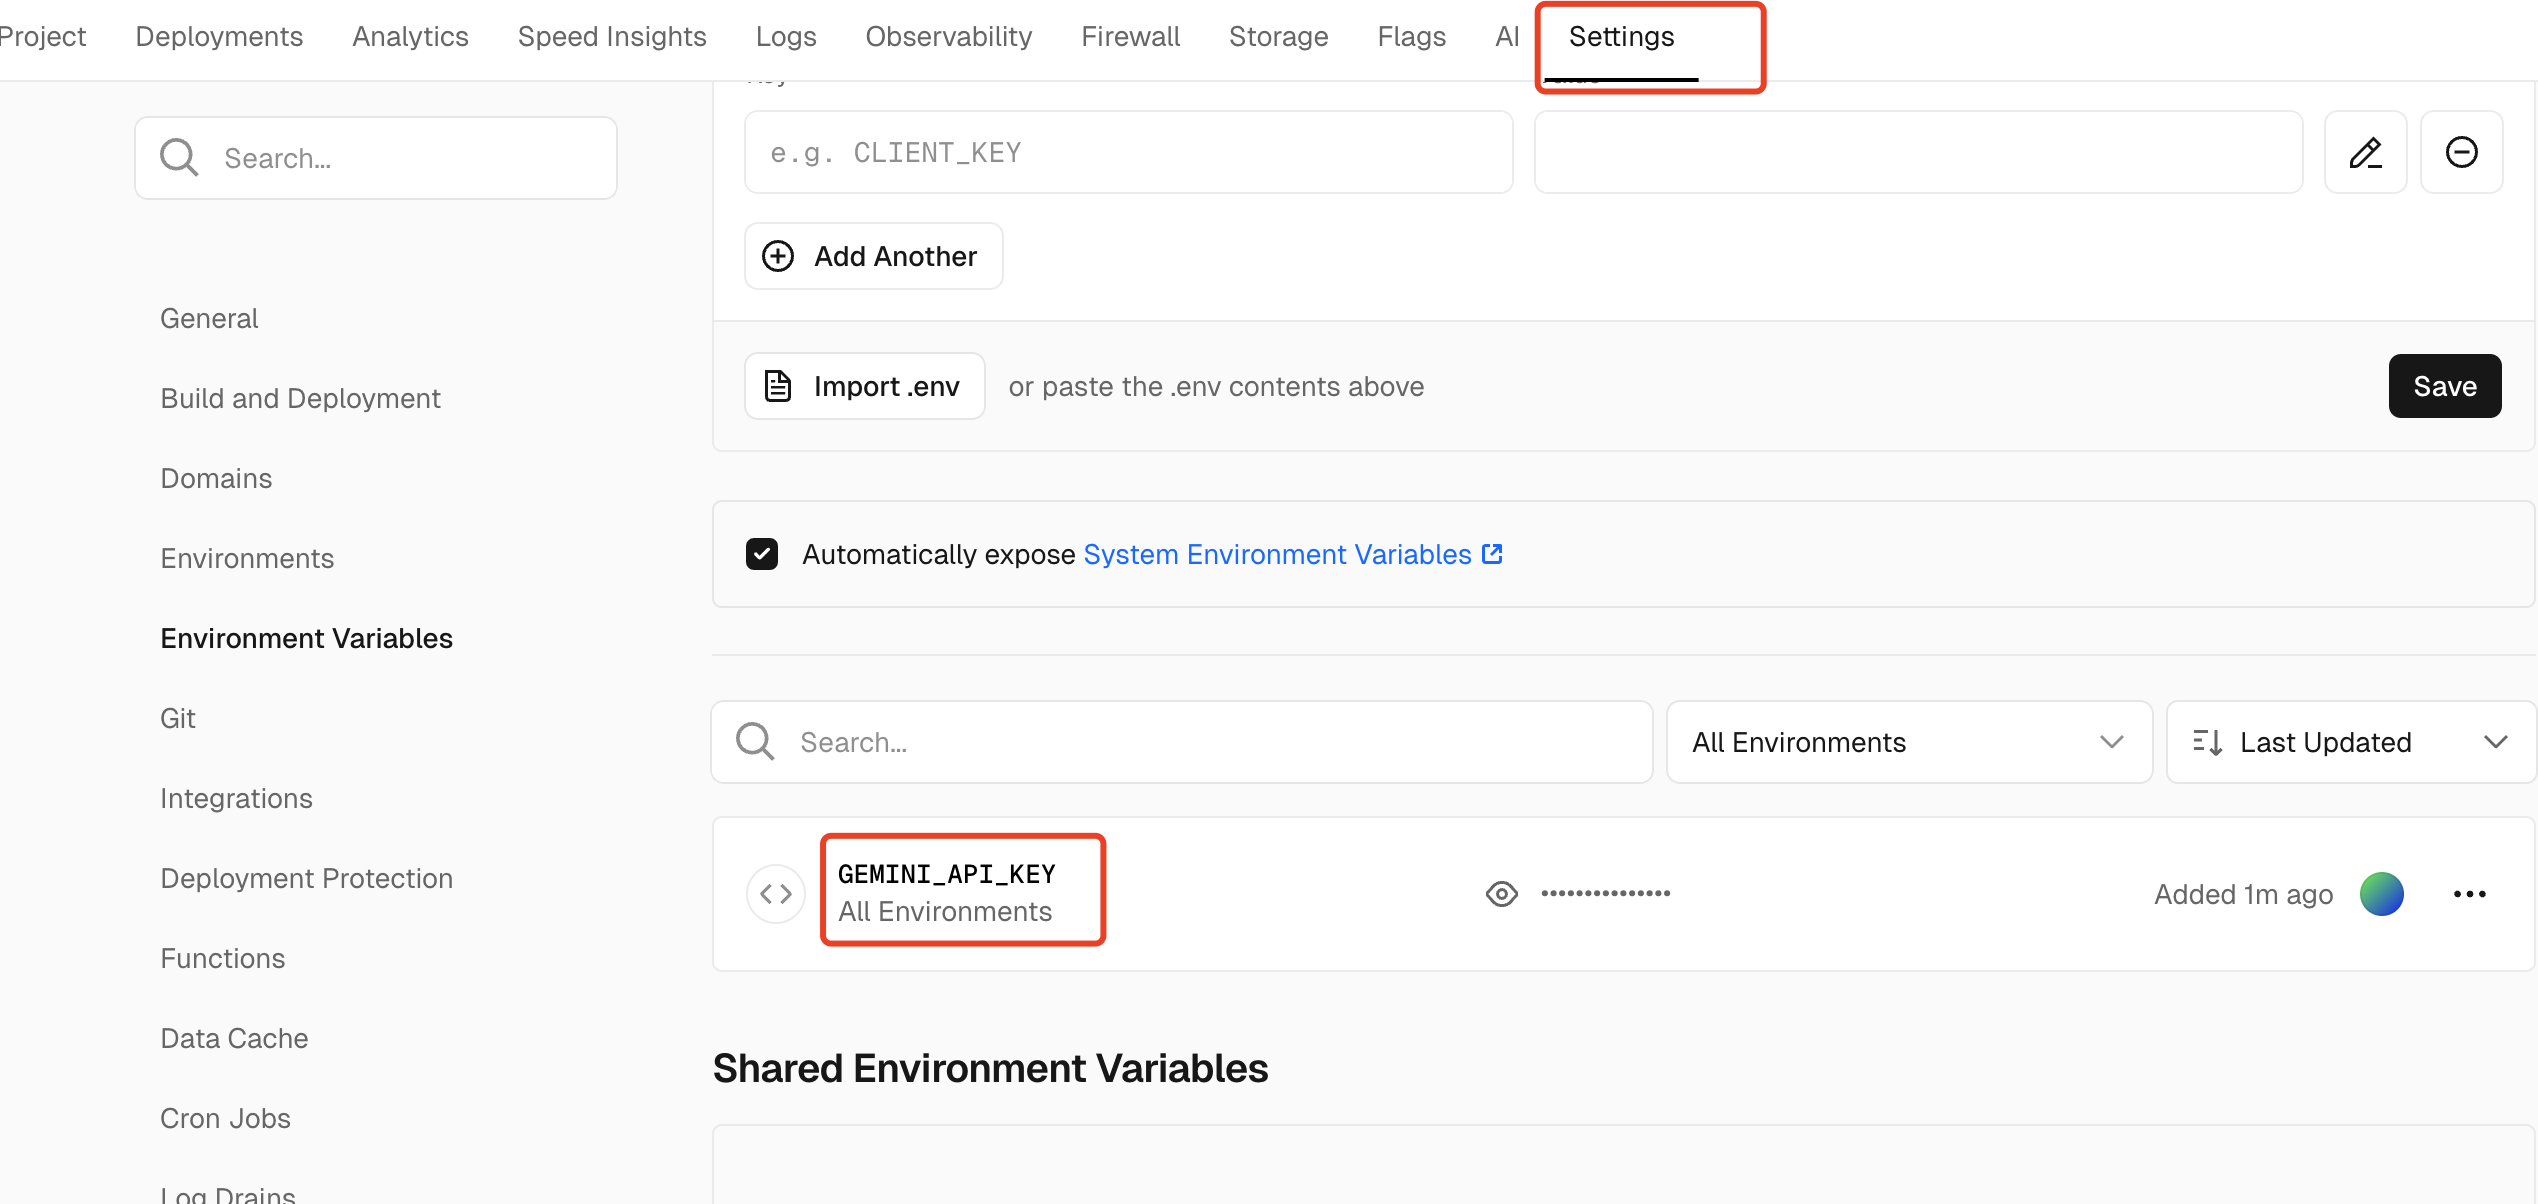 Project Deployments Analytics Speed Insights Logs Observability Firewall Storage Flags AI Settings
Search...
e.g. CLIENT_KEY
Add Another
General
Import .env or paste the .env contents above Save
Build and Deployment
Domains
Automatically expose System Environment Variables
Environments
Environment Variables
Git
Search... All Environments Last Updated
Integrations
GEMINI_API_KEY
All Environments
Added 1m ago
Deployment Protection
Functions
Data Cache
Shared Environment Variables
Cron Jobs
Log Drains